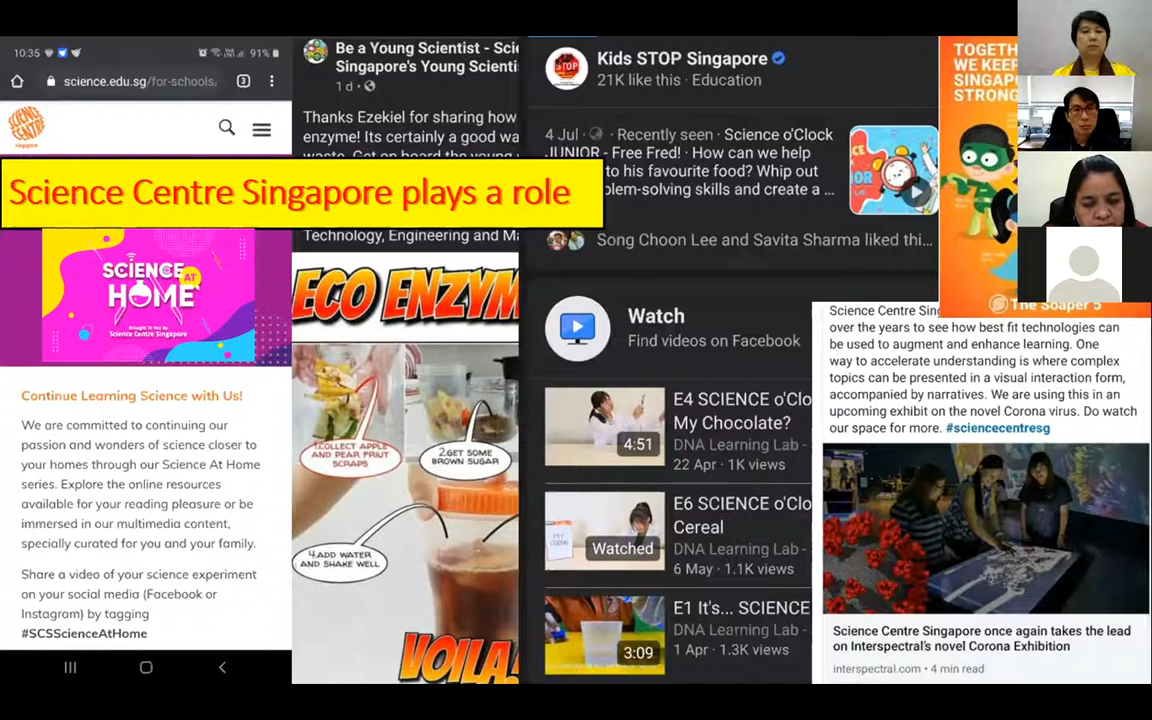 10:35
91%
science.edu.sg/for-schools/
3
SCIENCE
CENTRE
singapore
Be a Young Scientist - Scie
Singapore's Young Scienti
1 d
Thanks Ezekiel for sharing how
enzyme! Its certainly a good wa
Science Centre Singapore plays a role
Technology, Engineering and Ma
SCIENCE
AT
HOME
Brought To You By
Science Centre Singapore
Continue Learning Science with Us!
We are committed to continuing our
passion and wonders of science closer to
your homes through our Science At Home
series. Explore the online resources
available for your reading pleasure or be
immersed in our multimedia content,
specially curated for you and your family.
Share a video of your science experiment
on your social media (Facebook or
Instagram) by tagging
#SCSScienceAtHome
ECO ENZYM
1.COLLECT APPLE
AND PEAR FRUIT
SCRAPS
2.GET SOME
BROWN SUGAR
4.ADD WATER
AND SHAKE WELL
VOILA!
STOP
Kids STOP Singapore
21K like this · Education
4 Jul · Recently seen · Science o'Clock
JUNIOR - Free Fred! · How can we help
to his favourite food? Whip out
blem-solving skills and create a ...
Song Choon Lee and Savita Sharma liked thi...
Watch
Find videos on Facebook
4:51
E4 SCIENCE o'Clo
My Chocolate?
DNA Learning Lab -
22 Apr · 1K views
Watched
E6 SCIENCE o'Clo
Cereal
DNA Learning Lab -
6 May · 1.1K views
3:09
E1 It's... SCIENCE
DNA Learning Lab -
1 Apr · 1.3K views
TOGETH
WE KEEP
SINGAP
STRONG
The Soaper 5
Science Centre Sing
over the years to see how best fit technologies can
be used to augment and enhance learning. One
way to accelerate understanding is where complex
topics can be presented in a visual interaction form,
accompanied by narratives. We are using this in an
upcoming exhibit on the novel Corona virus. Do watch
our space for more. #sciencecentresg
Science Centre Singapore once again takes the lead
on Interspectral's novel Corona Exhibition
interspectral.com • 4 min read